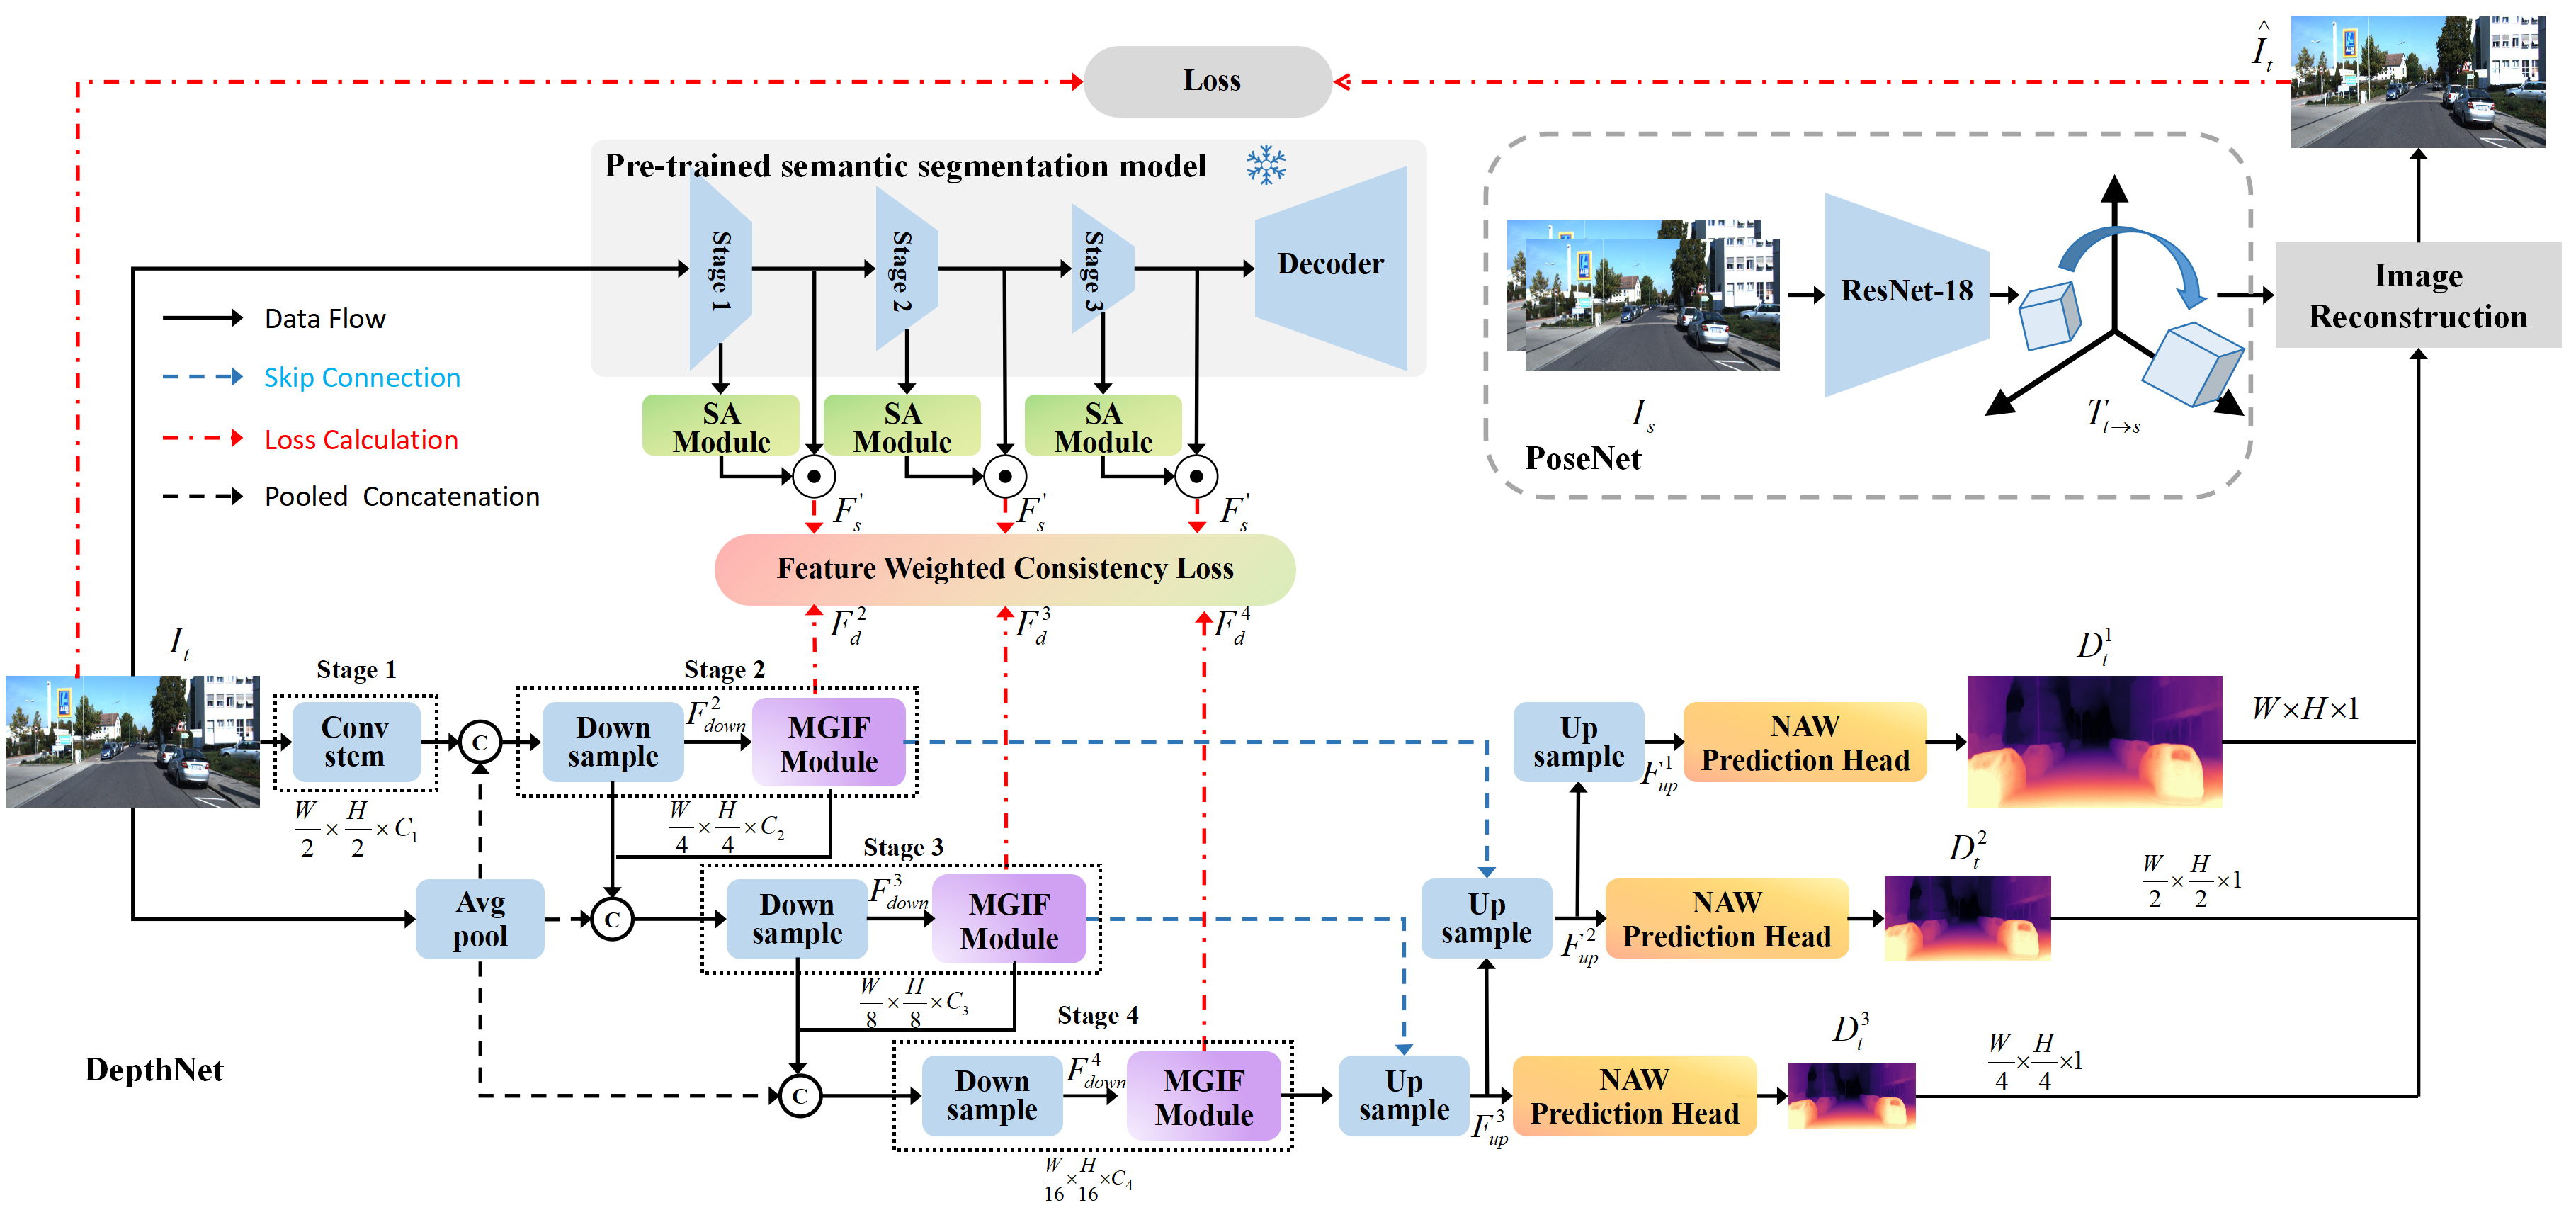 Loss
$\hat{I}_t$
Pre-trained semantic segmentation model
Stage 1
Stage 2
Stage 3
Decoder
SA
Module
SA
Module
SA
Module
$F_s^{'}$
$F_s^{'}$
$F_s^{'}$
Feature Weighted Consistency Loss
$F_d^2$
$F_d^3$
$F_d^4$
Data Flow
Skip Connection
Loss Calculation
Pooled Concatenation
ResNet-18
$I_s$
$T_{t \to s}$
PoseNet
Image
Reconstruction
$I_t$
Stage 1
Conv
stem
$\frac{W}{2} \times \frac{H}{2} \times C_1$
C
Stage 2
Down
sample
$F_{down}^2$
MGIF
Module
$\frac{W}{4} \times \frac{H}{4} \times C_2$
Avg
pool
C
Stage 3
Down
sample
$F_{down}^3$
MGIF
Module
$\frac{W}{8} \times \frac{H}{8} \times C_3$
C
Stage 4
Down
sample
$F_{down}^4$
MGIF
Module
$\frac{W}{16} \times \frac{H}{16} \times C_4$
DepthNet
Up
sample
$F_{up}^1$
NAW
Prediction Head
$D_t^1$
$W \times H \times 1$
Up
sample
$F_{up}^2$
NAW
Prediction Head
$D_t^2$
$\frac{W}{2} \times \frac{H}{2} \times 1$
Up
sample
$F_{up}^3$
NAW
Prediction Head
$D_t^3$
$\frac{W}{4} \times \frac{H}{4} \times 1$